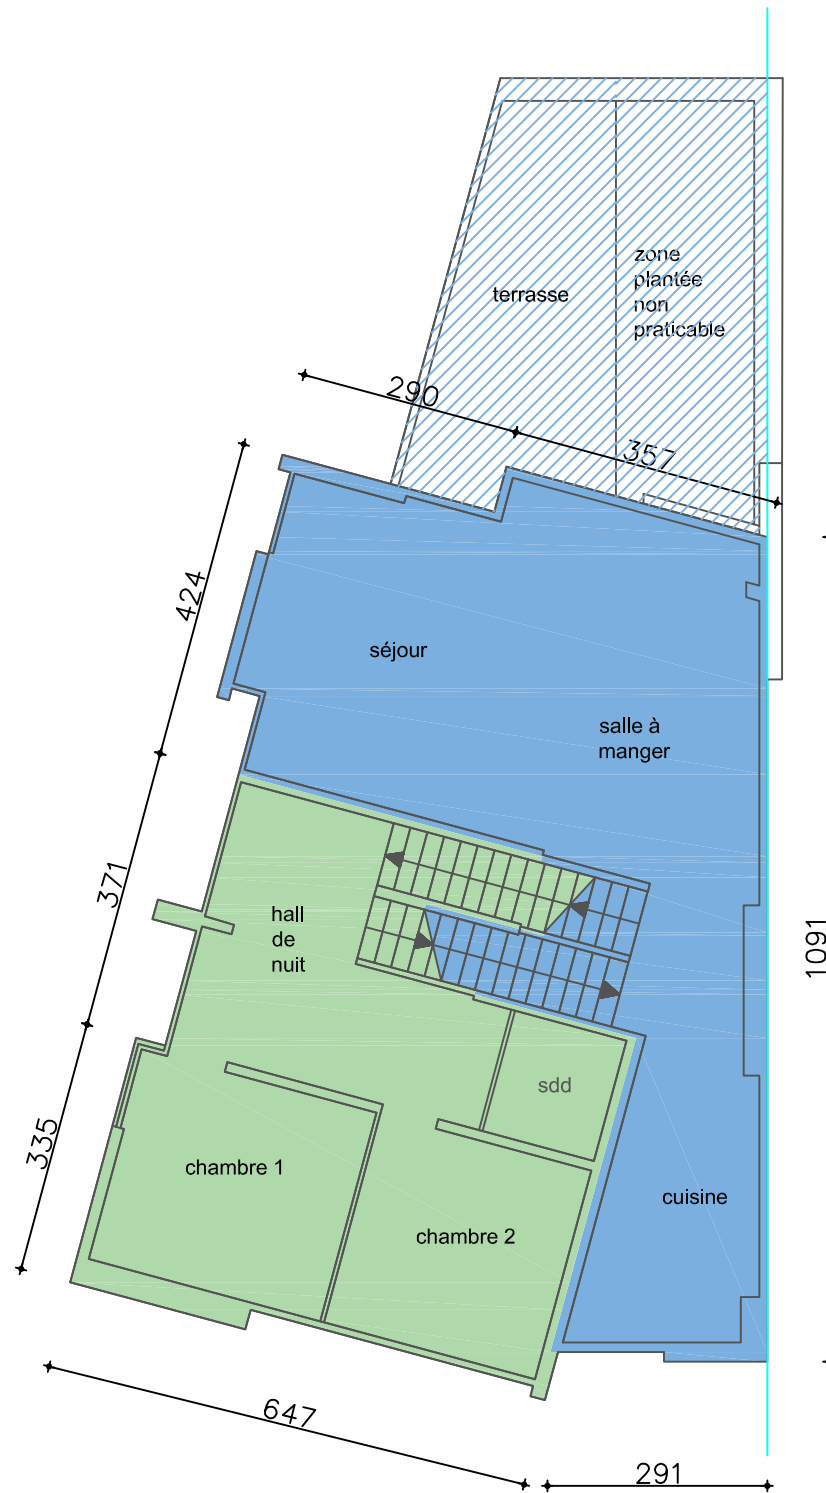 zone
plantée
non
praticable
terrasse
290
357
424
séjour
salle à
manger
371
hall
de
nuit
1091
sdd
335
chambre 1
cuisine
chambre 2
647
291